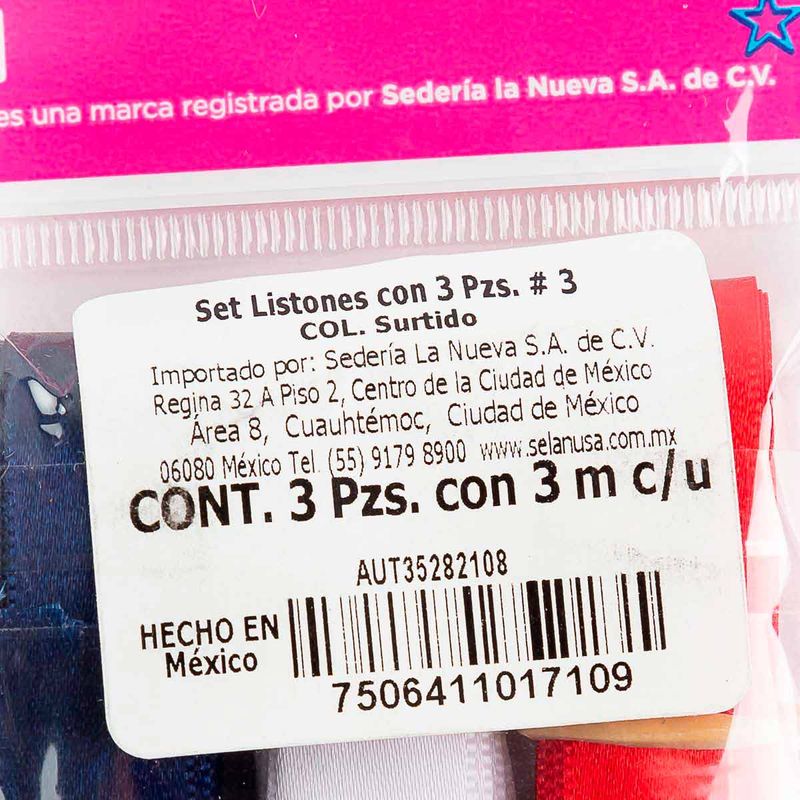 es una marca registrada por Sedería la Nueva S.A. de C.V.
Set Listones con 3 Pzs. # 3
COL. Surtido
Importado por: Sedería La Nueva S.A. de C.V.
Regina 32 A Piso 2, Centro de la Ciudad de México
Área 8, Cuauhtémoc, Ciudad de México
06080 México Tel. (55) 9179 8900 www.selanusa.com.mx
CONT. 3 Pzs. con 3 m c/u
AUT35282108
HECHO EN
México
7506411017109